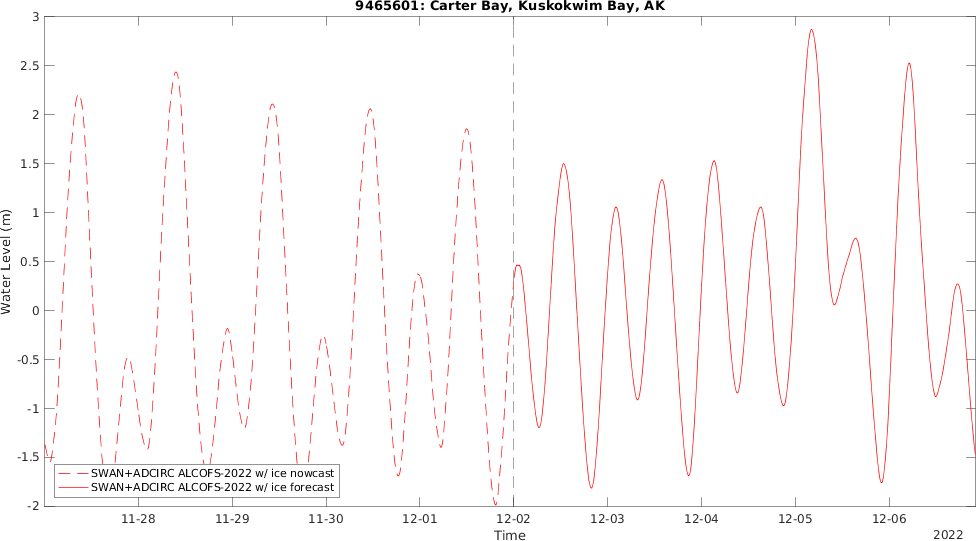 9465601: Carter Bay, Kuskokwim Bay, AK
3
2.5
2
1.5
1
0.5
0
-0.5
-1
-1.5
-2
Water Level (m)
SWAN+ADCIRC ALCOFS-2022 w/ ice nowcast
SWAN+ADCIRC ALCOFS-2022 w/ ice forecast
11-28 11-29 11-30 12-01 12-02 12-03 12-04 12-05 12-06
Time
2022